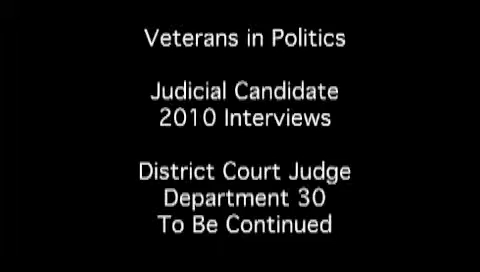 Veterans in Politics
Judicial Candidate
2010 Interviews
District Court Judge
Department 30
To Be Continued